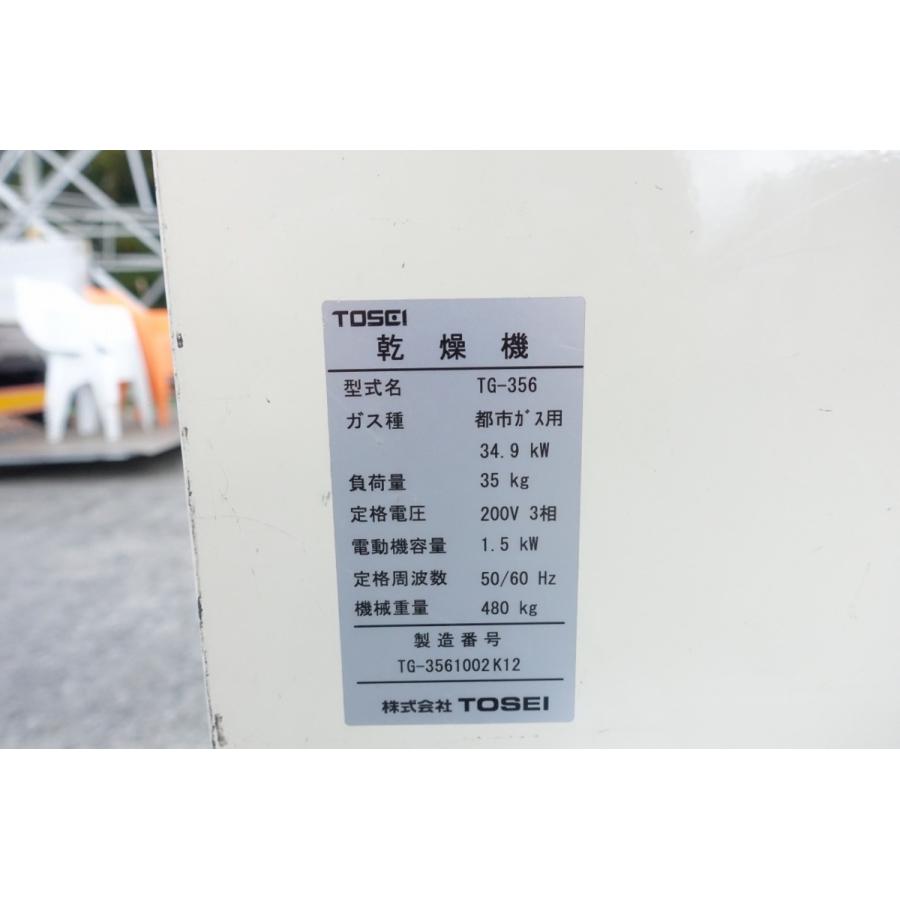 TOSEI
乾燥機
型式名 TG-356
ガス種 都市ｶﾞｽ用
34.9 kW
負荷量 35 kg
定格電圧 200V 3相
電動機容量 1.5 kW
定格周波数 50/60 Hz
機械重量 480 kg
製造番号
TG-3561002K12
株式会社 TOSEI